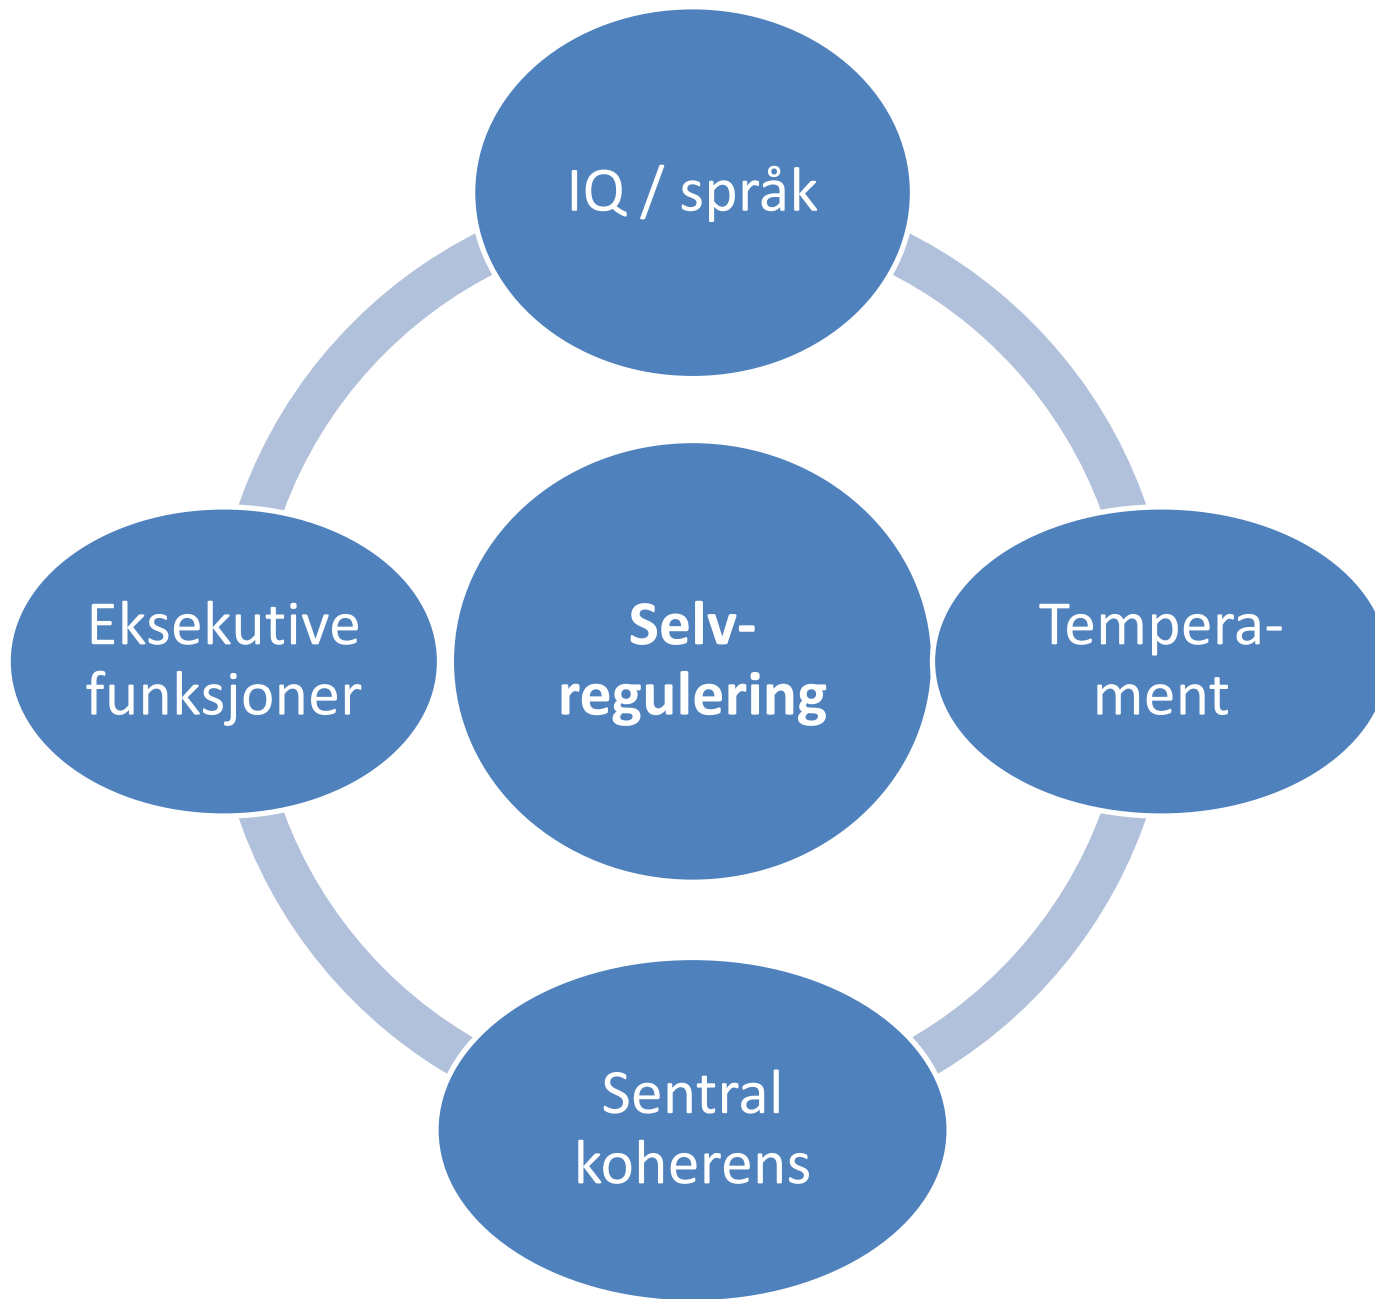 IQ / språk
Eksekutive
funksjoner
Selv-
regulering
Tempera-
ment
Sentral
koherens